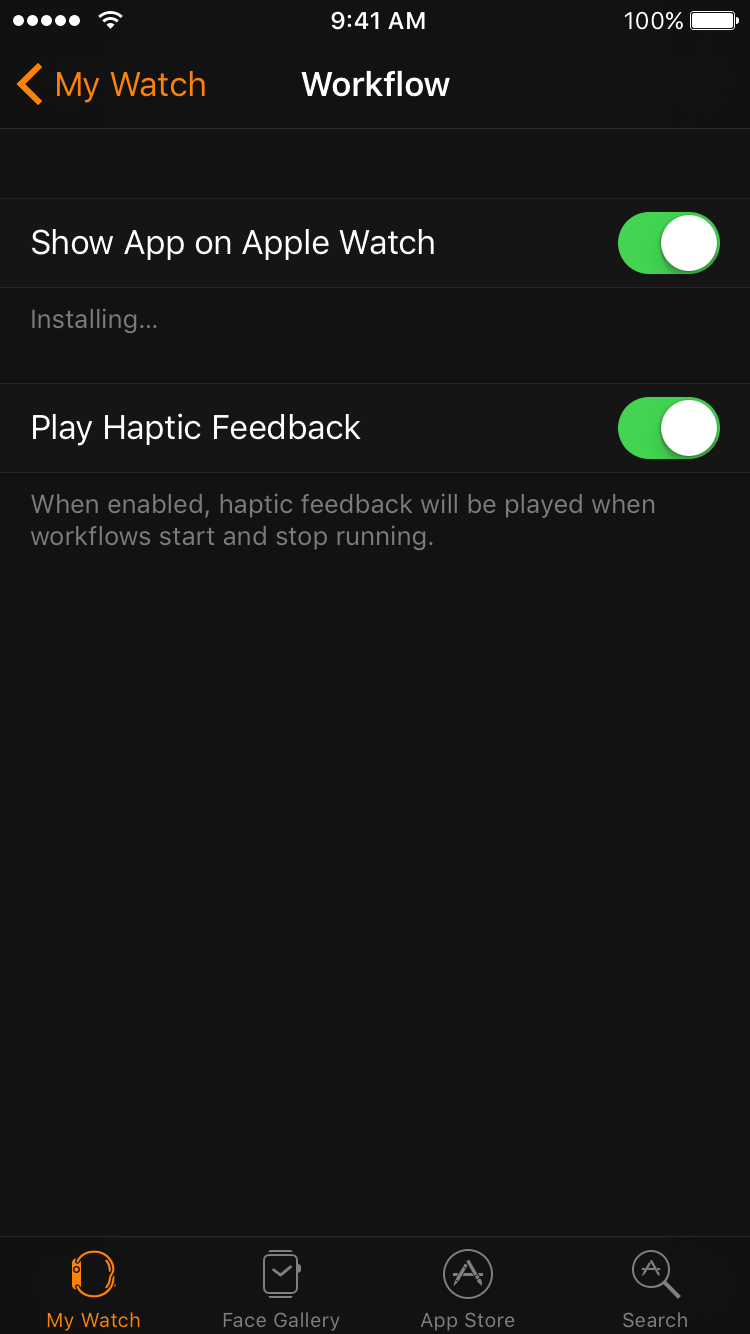 9:41 AM
100%
My Watch
Workflow
Show App on Apple Watch
Installing...
Play Haptic Feedback
When enabled, haptic feedback will be played when
workflows start and stop running.
My Watch
Face Gallery
App Store
Search